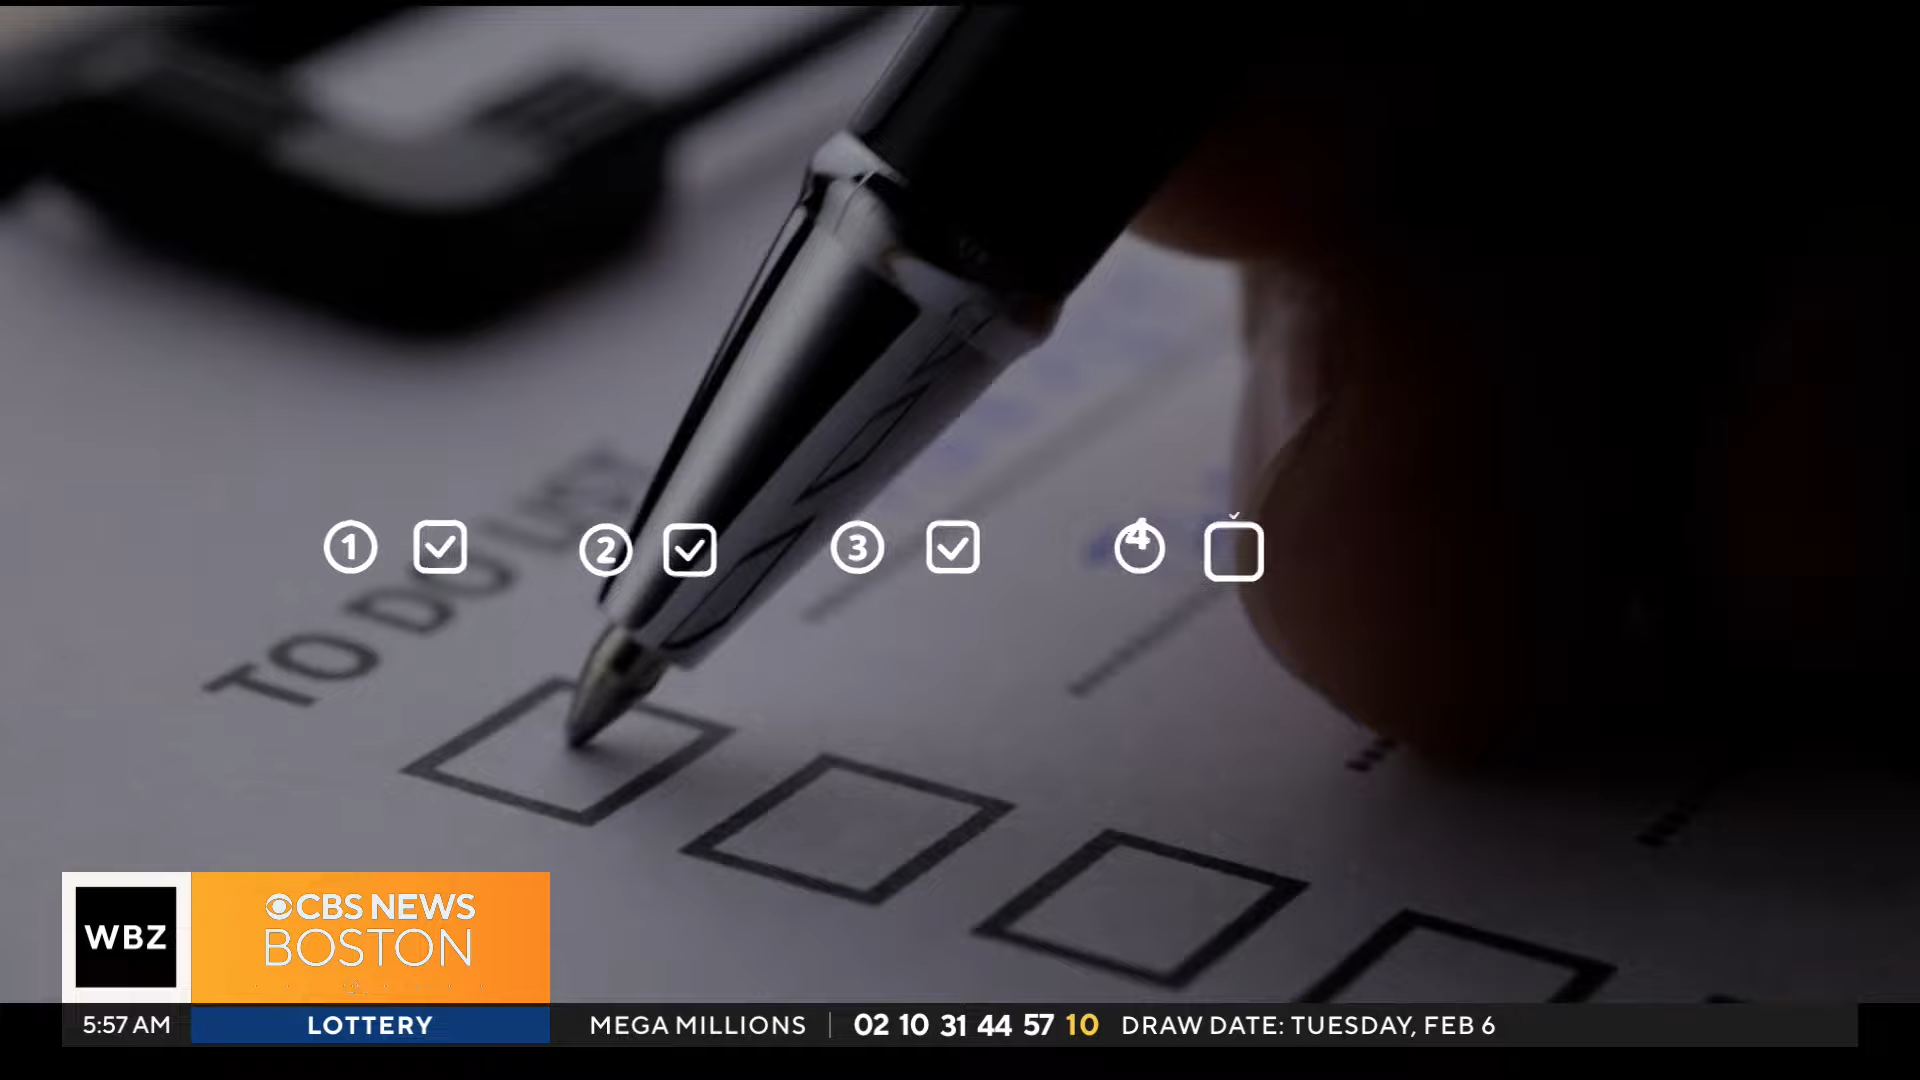 TO DO LIST
1 2 3 4
WBZ
CBS NEWS
BOSTON
5:57 AM
LOTTERY
MEGA MILLIONS | 02 10 31 44 57 10 DRAW DATE: TUESDAY, FEB 6